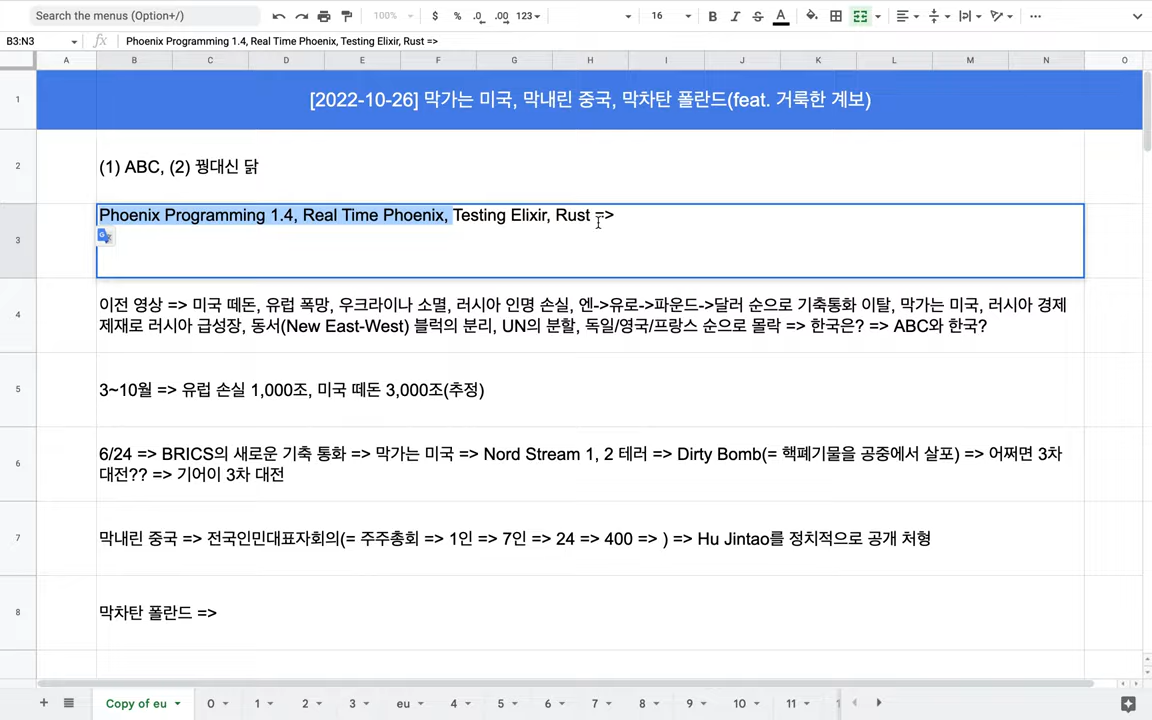 Search the menus (Option+/)
100%
$ % .0 .00 123
16
B I S A
B3:N3
fx Phoenix Programming 1.4, Real Time Phoenix, Testing Elixir, Rust =>
A B C D E F G H I J K L M N O
1 [2022-10-26] 막가는 미국, 막내린 중국, 막차탄 폴란드(feat. 거룩한 계보)
2 (1) ABC, (2) 꿩대신 닭
3 Phoenix Programming 1.4, Real Time Phoenix, Testing Elixir, Rust =>
4 이전 영상 => 미국 떼돈, 유럽 폭망, 우크라이나 소멸, 러시아 인명 손실, 엔->유로->파운드->달러 순으로 기축통화 이탈, 막가는 미국, 러시아 경제
제재로 러시아 급성장, 동서(New East-West) 블럭의 분리, UN의 분할, 독일/영국/프랑스 순으로 몰락 => 한국은? => ABC와 한국?
5 3~10월 => 유럽 손실 1,000조, 미국 떼돈 3,000조(추정)
6 6/24 => BRICS의 새로운 기축 통화 => 막가는 미국 => Nord Stream 1, 2 테러 => Dirty Bomb(= 핵폐기물을 공중에서 살포) => 어쩌면 3차
대전?? => 기어이 3차 대전
7 막내린 중국 => 전국인민대표자회의(= 주주총회 => 1인 => 7인 => 24 => 400 => ) => Hu Jintao를 정치적으로 공개 처형
8 막차탄 폴란드 =>
Copy of eu 0 1 2 3 eu 4 5 6 7 8 9 10 11